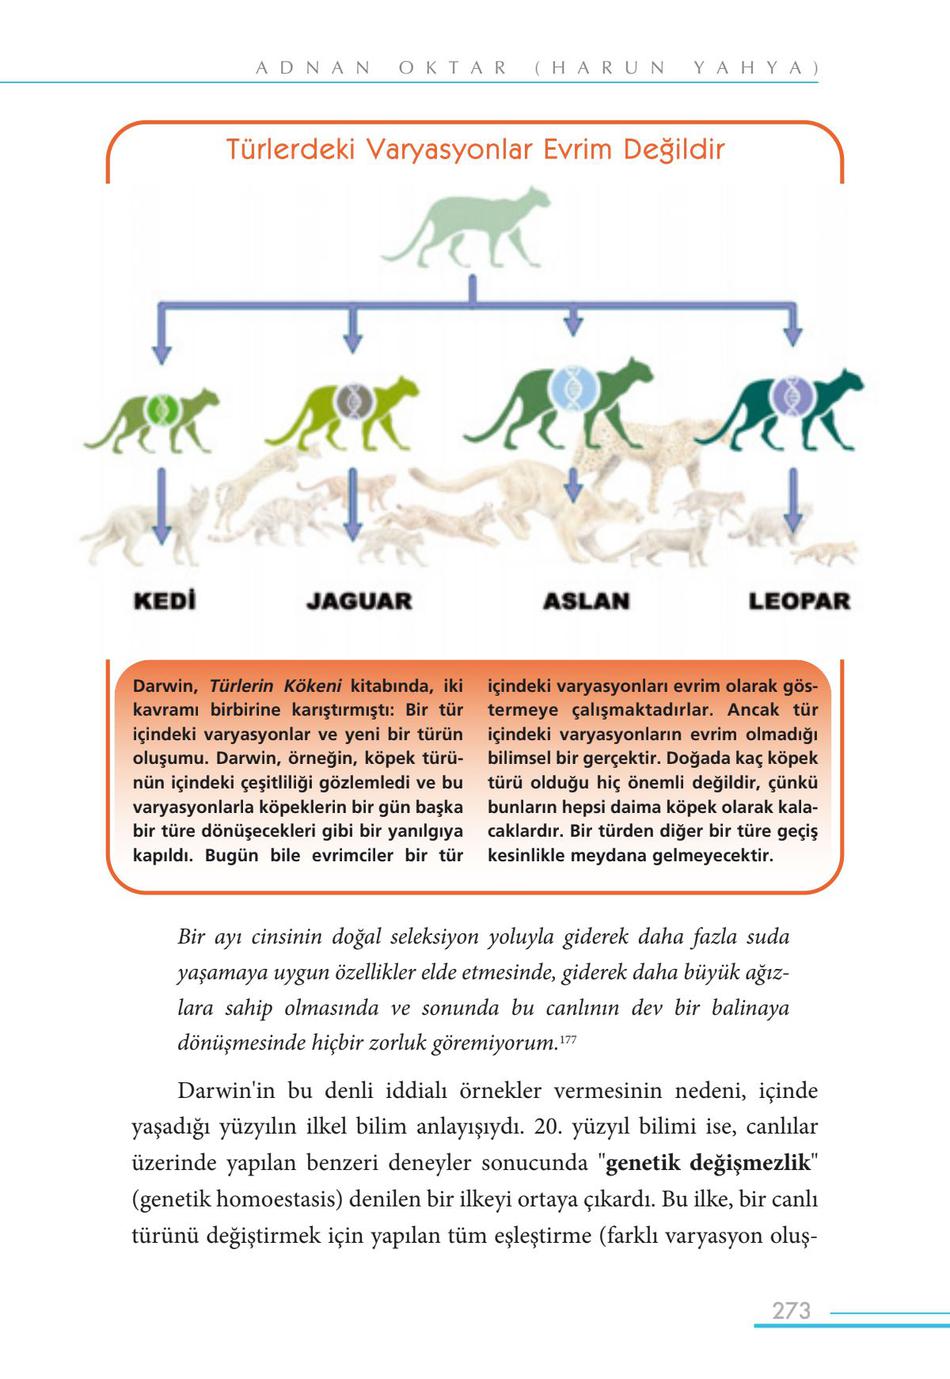 ADNAN OKTAR (HARUN YAHYA)
Türlerdeki Varyasyonlar Evrim Değildir
KEDİ
JAGUAR
ASLAN
LEOPAR
Darwin, Türlerin Kökeni kitabında, iki
kavramı birbirine karıştırmıştı: Bir tür
içindeki varyasyonlar ve yeni bir türün
oluşumu. Darwin, örneğin, köpek türü-
nün içindeki çeşitliliği gözlemledi ve bu
varyasyonlarla köpeklerin bir gün başka
bir türe dönüşecekleri gibi bir yanılgıya
kapıldı. Bugün bile evrimciler bir tür
içindeki varyasyonları evrim olarak gös-
termeye çalışmaktadırlar. Ancak tür
içindeki varyasyonların evrim olmadığı
bilimsel bir gerçektir. Doğada kaç köpek
türü olduğu hiç önemli değildir, çünkü
bunların hepsi daima köpek olarak kala-
caklardır. Bir türden diğer bir türe geçiş
kesinlikle meydana gelmeyecektir.
Bir ayı cinsinin doğal seleksiyon yoluyla giderek daha fazla suda
yaşamaya uygun özellikler elde etmesinde, giderek daha büyük ağız-
lara sahip olmasında ve sonunda bu canlının dev bir balinaya
dönüşmesinde hiçbir zorluk göremiyorum.177
Darwin'in bu denli iddialı örnekler vermesinin nedeni, içinde
yaşadığı yüzyılın ilkel bilim anlayışıydı. 20. yüzyıl bilimi ise, canlılar
üzerinde yapılan benzeri deneyler sonucunda "genetik değişmezlik"
(genetik homoestasis) denilen bir ilkeyi ortaya çıkardı. Bu ilke, bir canlı
türünü değiştirmek için yapılan tüm eşleştirme (farklı varyasyon oluş-
273